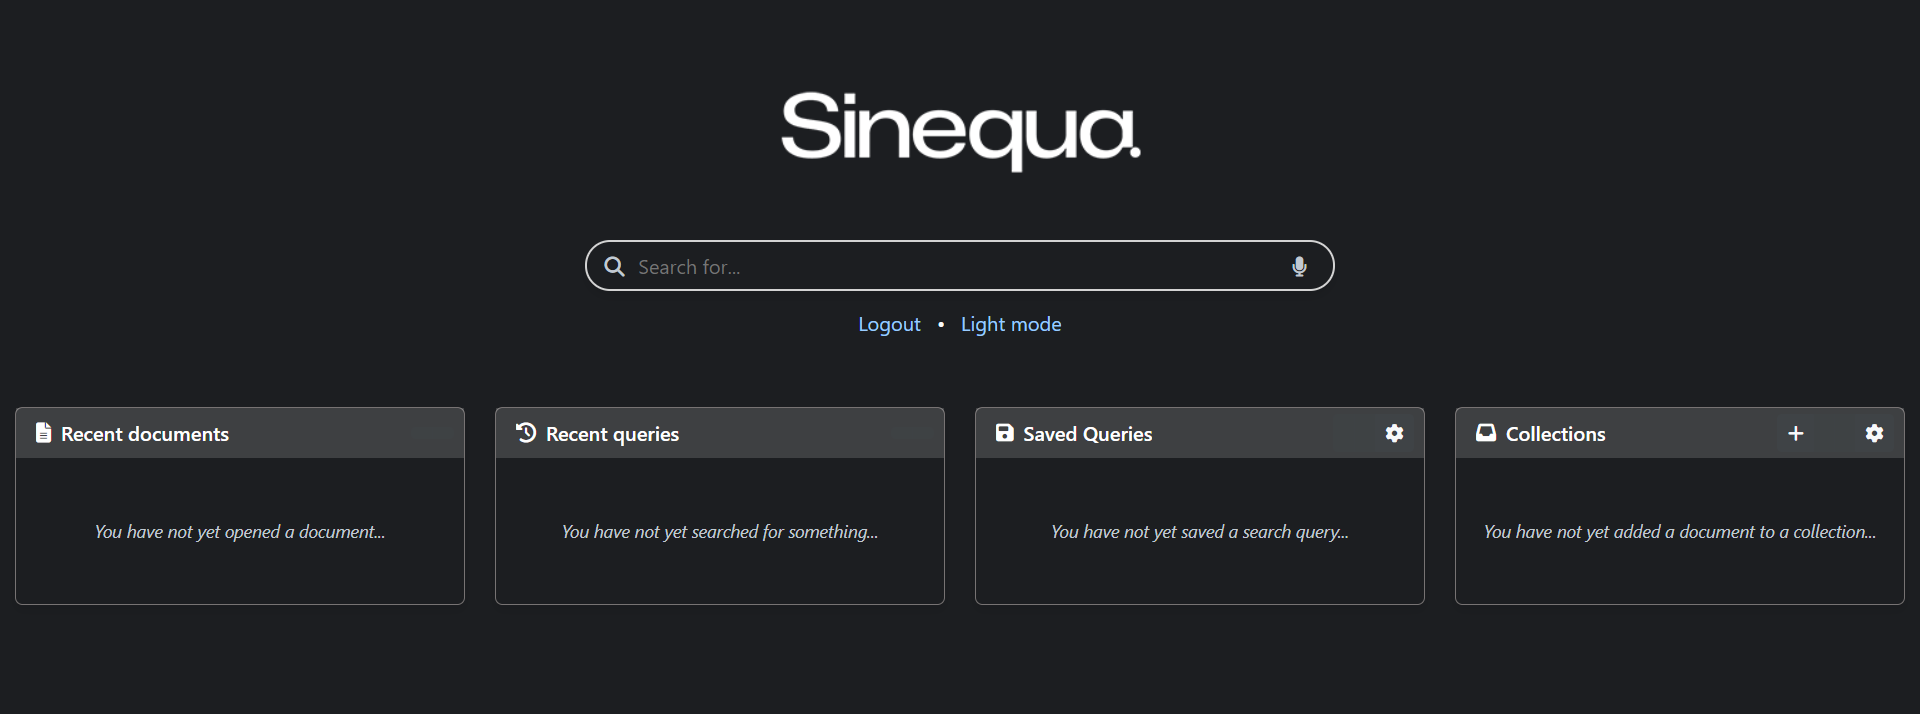 Sinequa.
Search for...
Logout • Light mode
Recent documents
You have not yet opened a document...
Recent queries
You have not yet searched for something...
Saved Queries
You have not yet saved a search query...
Collections
You have not yet added a document to a collection...